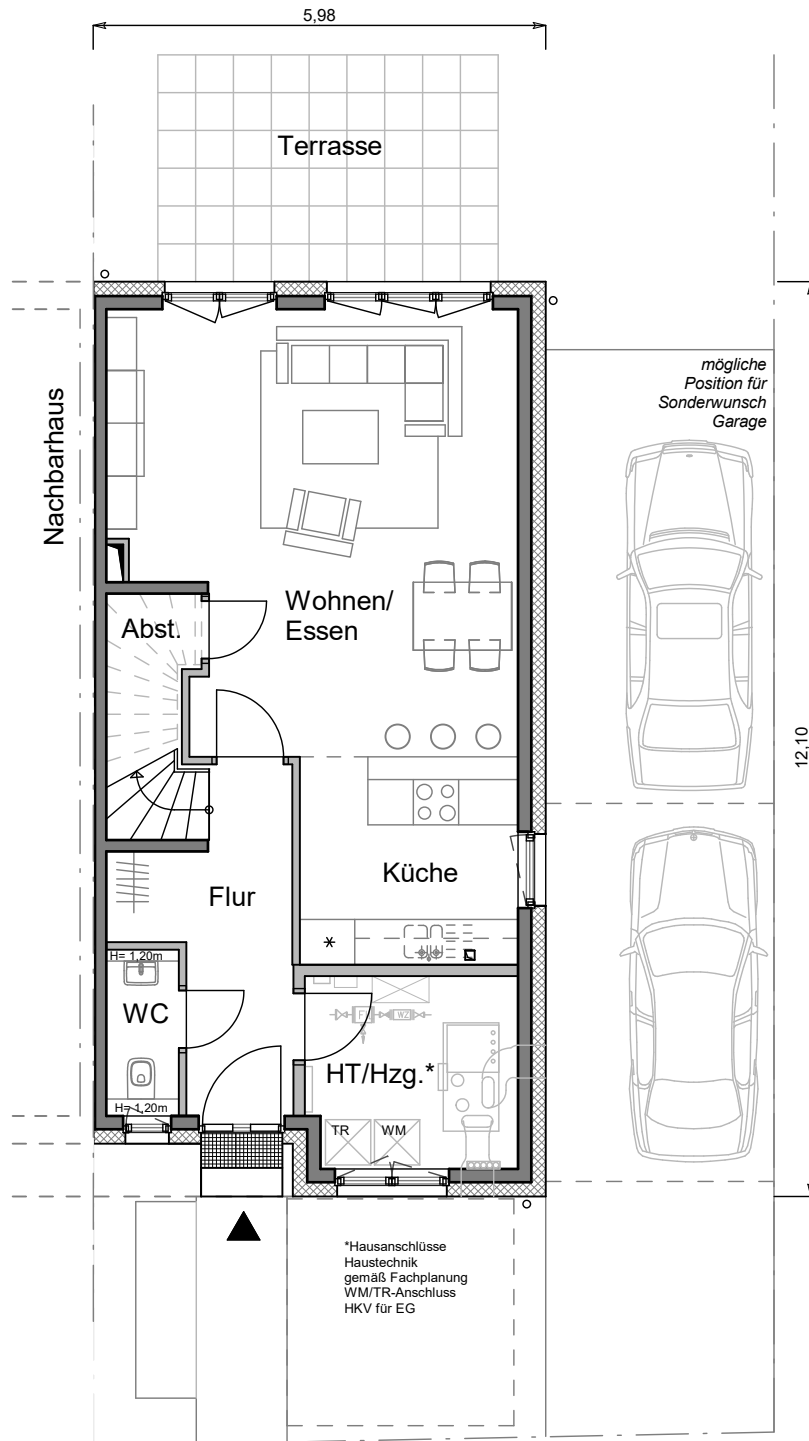 5,98
Terrasse
mögliche
Position für
Sonderwunsch
Garage
Nachbarhaus
Wohnen/
Essen
Abst.
12,10
Küche
Flur
*
H= 1,20m
WC
WZ
HT/Hzg.*
H= 1,20m
TR
WM
*Hausanschlüsse
Haustechnik
gemäß Fachplanung
WM/TR-Anschluss
HKV für EG